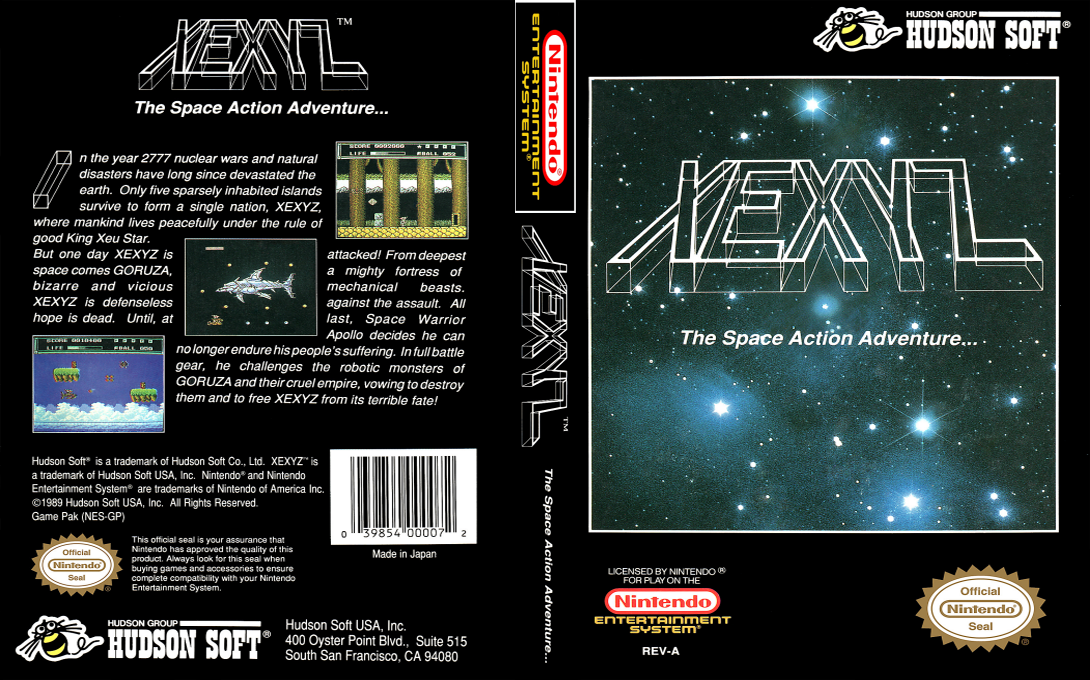 XEXYZ™
The Space Action Adventure...
In the year 2777 nuclear wars and natural
disasters have long since devastated the
earth. Only five sparsely inhabited islands
survive to form a single nation, XEXYZ,
where mankind lives peacefully under the rule of
good King Xeu Star.
But one day XEXYZ is attacked! From deepest
space comes GORUZA, a mighty fortress of
bizarre and vicious mechanical beasts.
XEXYZ is defenseless against the assault. All
hope is dead. Until, at last, Space Warrior
Apollo decides he can
no longer endure his people's suffering. In full battle
gear, he challenges the robotic monsters of
GORUZA and their cruel empire, vowing to destroy
them and to free XEXYZ from its terrible fate!
SCORE 0002000
LIFE EBALL 052
SCORE 0010400
LIFE EBALL 050
Hudson Soft® is a trademark of Hudson Soft Co., Ltd. XEXYZ™ is
a trademark of Hudson Soft USA, Inc. Nintendo® and Nintendo
Entertainment System® are trademarks of Nintendo of America Inc.
©1989 Hudson Soft USA, Inc. All Rights Reserved.
Game Pak (NES-GP)
0 39854 00007 2
Made in Japan
Official
Nintendo
Seal
®
This official seal is your assurance that
Nintendo has approved the quality of this
product. Always look for this seal when
buying games and accessories to ensure
complete compatibility with your Nintendo
Entertainment System.
HUDSON GROUP
HUDSON SOFT®
Hudson Soft USA, Inc.
400 Oyster Point Blvd., Suite 515
South San Francisco, CA 94080
Nintendo®
ENTERTAINMENT
SYSTEM®
XEXYZ™
The Space Action Adventure...
HUDSON GROUP
HUDSON SOFT®
XEXYZ
The Space Action Adventure...
LICENSED BY NINTENDO ®
FOR PLAY ON THE
Nintendo
ENTERTAINMENT
SYSTEM®
REV-A
Official
Nintendo®
Seal
®